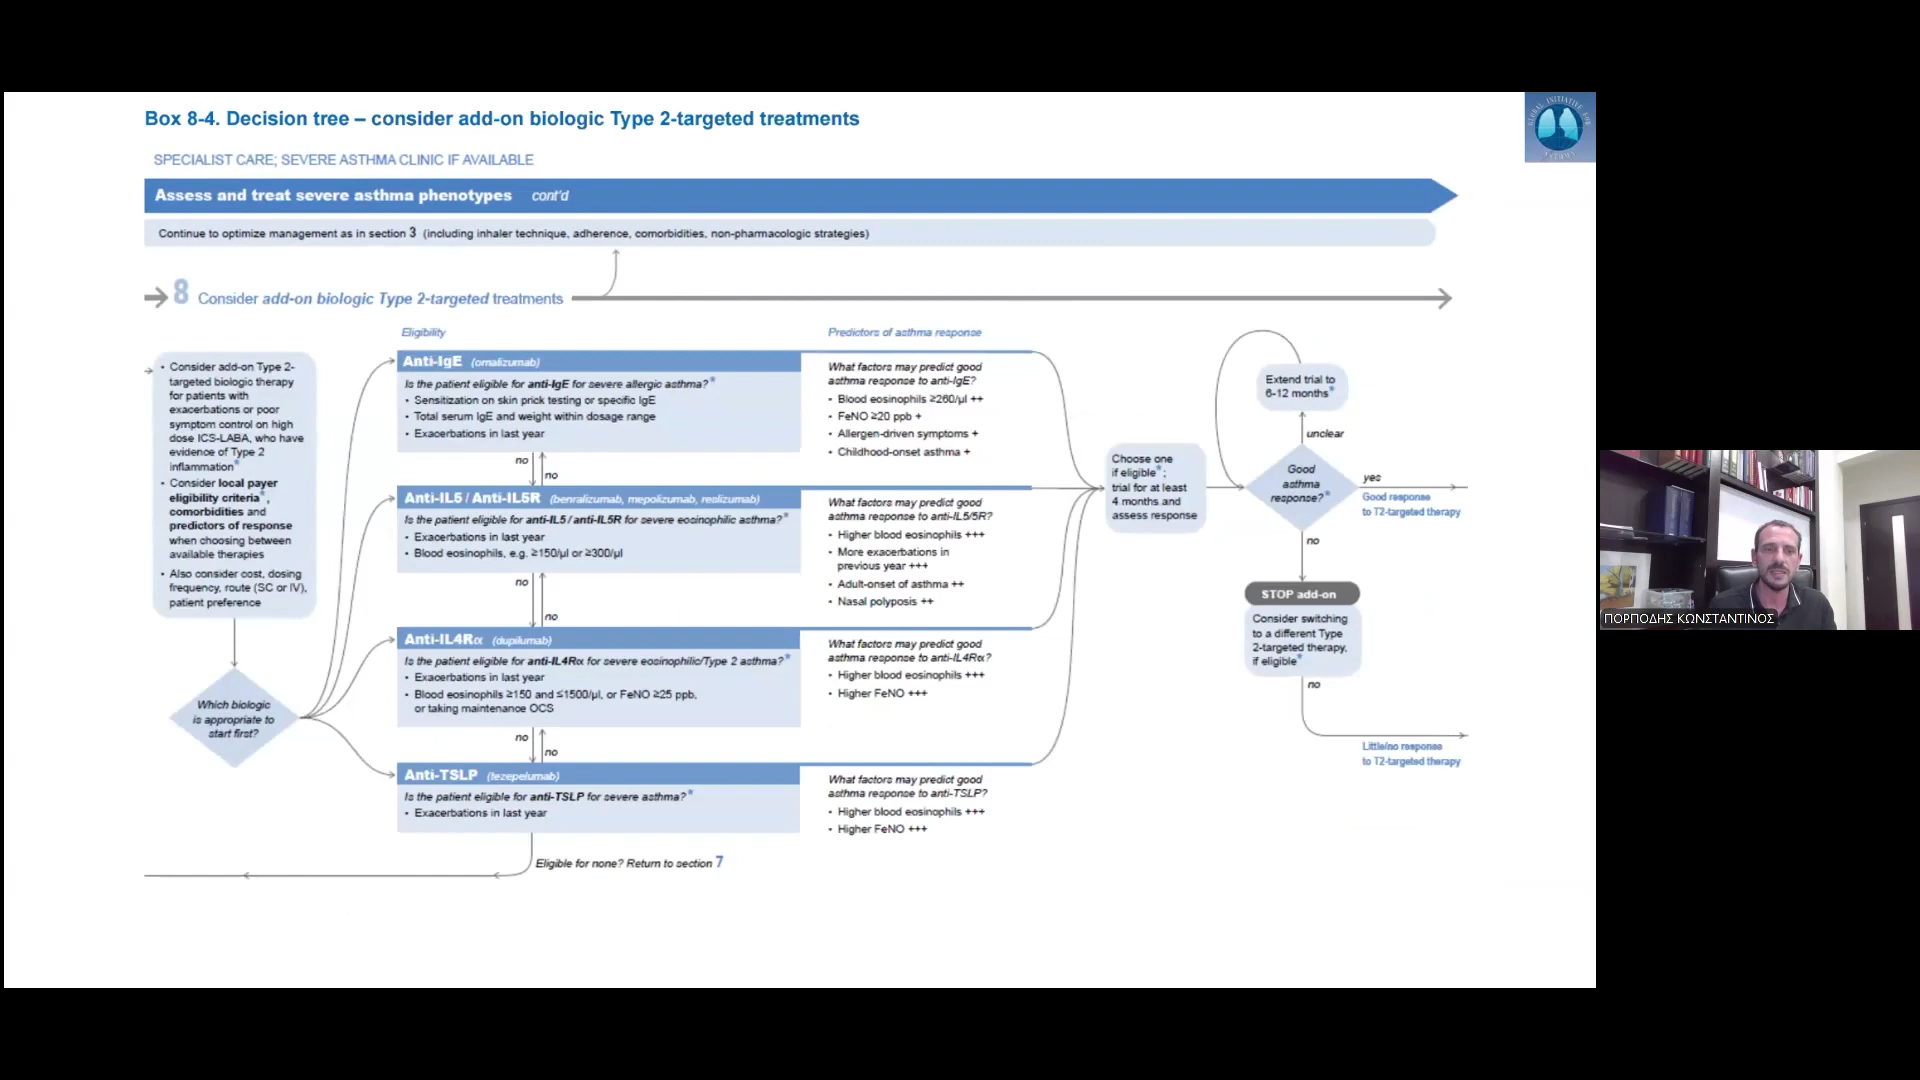 Box 8-4. Decision tree – consider add-on biologic Type 2-targeted treatments
GLOBAL INITIATIVE FOR
ASTHMA
SPECIALIST CARE; SEVERE ASTHMA CLINIC IF AVAILABLE
Assess and treat severe asthma phenotypes cont'd
Continue to optimize management as in section 3 (including inhaler technique, adherence, comorbidities, non-pharmacologic strategies)
8 Consider add-on biologic Type 2-targeted treatments
• Consider add-on Type 2-
targeted biologic therapy
for patients with
exacerbations or poor
symptom control on high
dose ICS-LABA, who have
evidence of Type 2
inflammation*
• Consider local payer
eligibility criteria*,
comorbidities and
predictors of response
when choosing between
available therapies
• Also consider cost, dosing
frequency, route (SC or IV),
patient preference
Which biologic
is appropriate to
start first?
Eligibility
Anti-IgE (omalizumab)
Is the patient eligible for anti-IgE for severe allergic asthma?*
• Sensitization on skin prick testing or specific IgE
• Total serum IgE and weight within dosage range
• Exacerbations in last year
no
no
Anti-IL5 / Anti-IL5R (benralizumab, mepolizumab, reslizumab)
Is the patient eligible for anti-IL5 / anti-IL5R for severe eosinophilic asthma?*
• Exacerbations in last year
• Blood eosinophils, e.g. ≥150/µl or ≥300/µl
no
no
Anti-IL4Rα (dupilumab)
Is the patient eligible for anti-IL4Rα for severe eosinophilic/Type 2 asthma?*
• Exacerbations in last year
• Blood eosinophils ≥150 and ≤1500/µl, or FeNO ≥25 ppb,
or taking maintenance OCS
no
no
Anti-TSLP (tezepelumab)
Is the patient eligible for anti-TSLP for severe asthma?*
• Exacerbations in last year
Eligible for none? Return to section 7
Predictors of asthma response
What factors may predict good
asthma response to anti-IgE?
• Blood eosinophils ≥260/µl ++
• FeNO ≥20 ppb +
• Allergen-driven symptoms +
• Childhood-onset asthma +
What factors may predict good
asthma response to anti-IL5/5R?
• Higher blood eosinophils +++
• More exacerbations in
previous year +++
• Adult-onset of asthma ++
• Nasal polyposis ++
What factors may predict good
asthma response to anti-IL4Rα?
• Higher blood eosinophils +++
• Higher FeNO +++
What factors may predict good
asthma response to anti-TSLP?
• Higher blood eosinophils +++
• Higher FeNO +++
Choose one
if eligible*;
trial for at least
4 months and
assess response
Extend trial to
6-12 months*
unclear
Good
asthma
response?*
yes
Good response
to T2-targeted therapy
no
STOP add-on
Consider switching
to a different Type
2-targeted therapy,
if eligible*
no
Little/no response
to T2-targeted therapy
ΠΟΡΠΟΔΗΣ ΚΩΝΣΤΑΝΤΙΝΟΣ